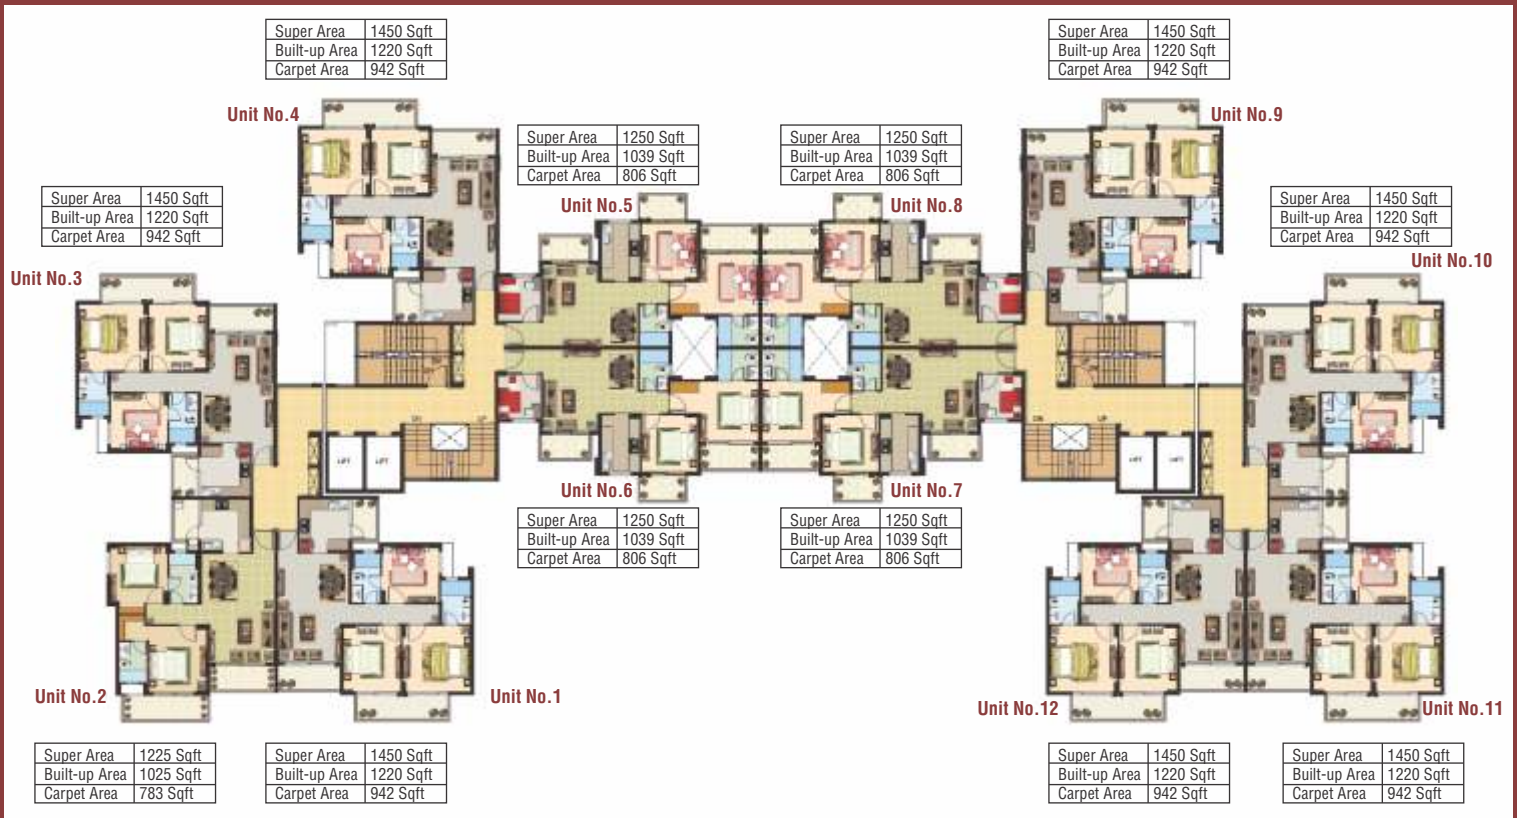 Super Area 1450 Sqft
Built-up Area 1220 Sqft
Carpet Area 942 Sqft
Unit No.4
Super Area 1450 Sqft
Built-up Area 1220 Sqft
Carpet Area 942 Sqft
Unit No.9
Super Area 1250 Sqft
Built-up Area 1039 Sqft
Carpet Area 806 Sqft
Unit No.5
Super Area 1250 Sqft
Built-up Area 1039 Sqft
Carpet Area 806 Sqft
Unit No.8
Super Area 1450 Sqft
Built-up Area 1220 Sqft
Carpet Area 942 Sqft
Unit No.3
Super Area 1450 Sqft
Built-up Area 1220 Sqft
Carpet Area 942 Sqft
Unit No.10
DN UP
LIFT LIFT
DN UP
LIFT LIFT
Unit No.6
Super Area 1250 Sqft
Built-up Area 1039 Sqft
Carpet Area 806 Sqft
Unit No.7
Super Area 1250 Sqft
Built-up Area 1039 Sqft
Carpet Area 806 Sqft
Unit No.2
Super Area 1225 Sqft
Built-up Area 1025 Sqft
Carpet Area 783 Sqft
Unit No.1
Super Area 1450 Sqft
Built-up Area 1220 Sqft
Carpet Area 942 Sqft
Unit No.12
Super Area 1450 Sqft
Built-up Area 1220 Sqft
Carpet Area 942 Sqft
Unit No.11
Super Area 1450 Sqft
Built-up Area 1220 Sqft
Carpet Area 942 Sqft